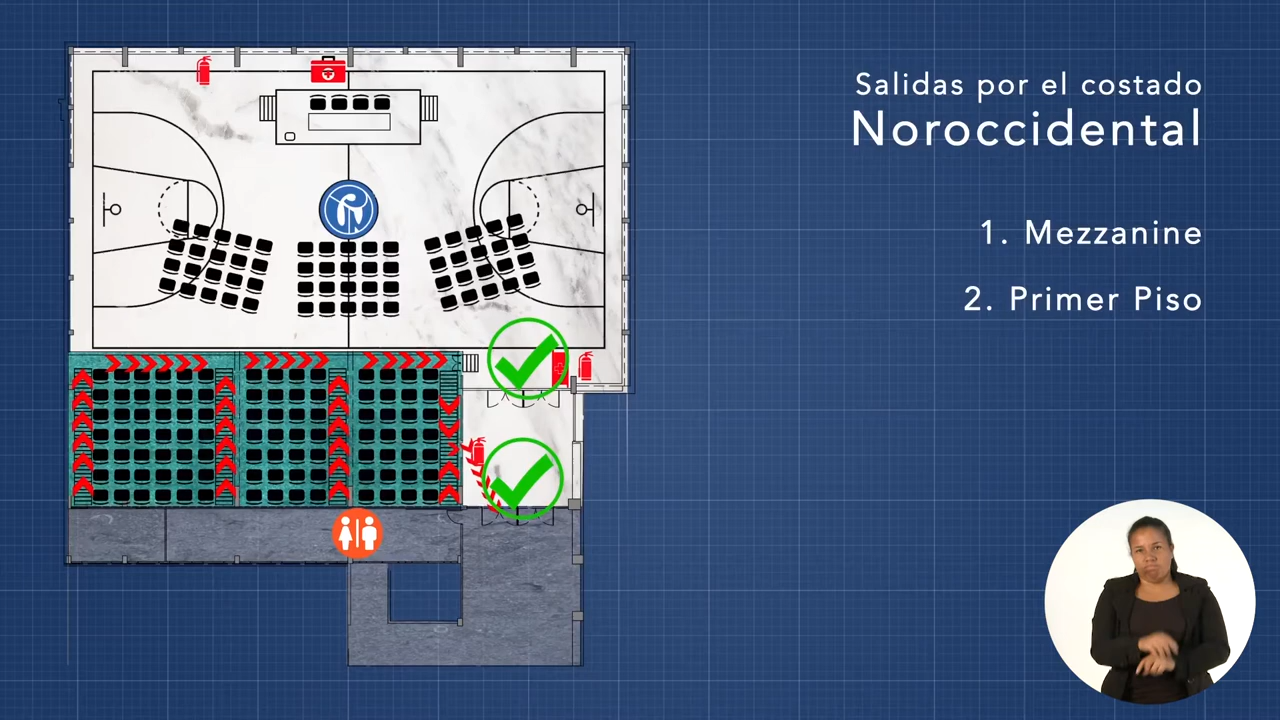 Salidas por el costado
Noroccidental
1. Mezzanine
2. Primer Piso